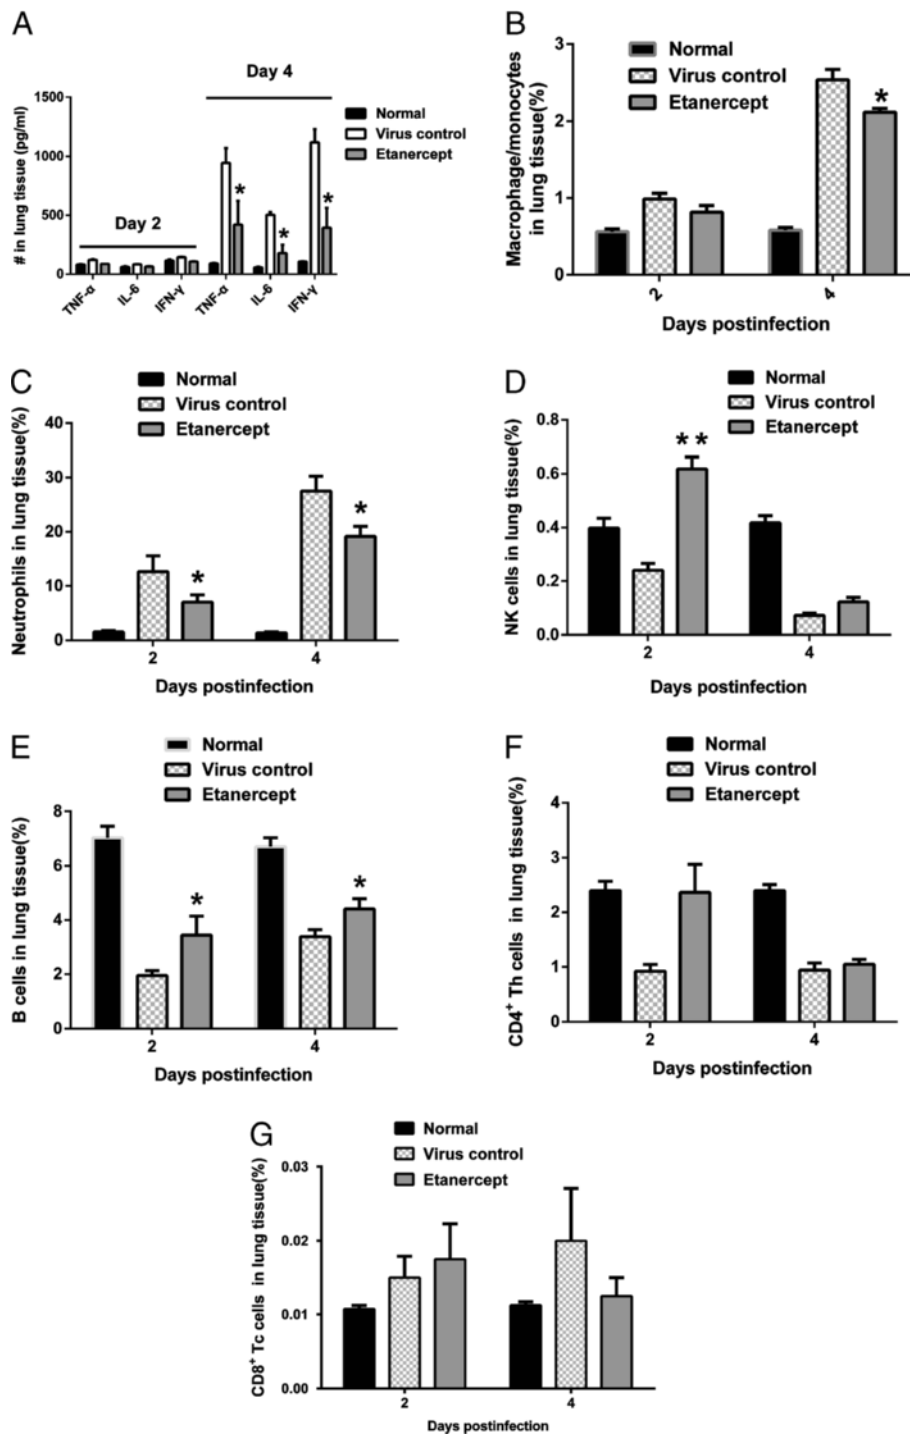 A
Day 4
1500
1000
500
0
# in lung tissue (pg/ml)
Day 2
Normal
Virus control
Etanercept
*
*
*
TNF-α
IL-6
IFN-γ
TNF-α
IL-6
IFN-γ
B
Normal
Virus control
Etanercept
3
2
1
0
Macrophage/monocytes
in lung tissue(%)
*
2
4
Days postinfection
C
Normal
Virus control
Etanercept
40
30
20
10
0
Neutrophils in lung tissue(%)
*
*
2
4
Days postinfection
D
Normal
Virus control
Etanercept
0.8
0.6
0.4
0.2
0.0
NK cells in lung tissue(%)
**
2
4
Days postinfection
E
Normal
Virus control
Etanercept
8
6
4
2
0
B cells in lung tissue(%)
*
*
2
4
Days postinfection
F
Normal
Virus control
Etanercept
4
3
2
1
0
CD4+ Th cells in lung tissue(%)
2
4
Days postinfection
G
Normal
Virus control
Etanercept
0.03
0.02
0.01
0.00
CD8+ Tc cells in lung tissue(%)
2
4
Days postinfection